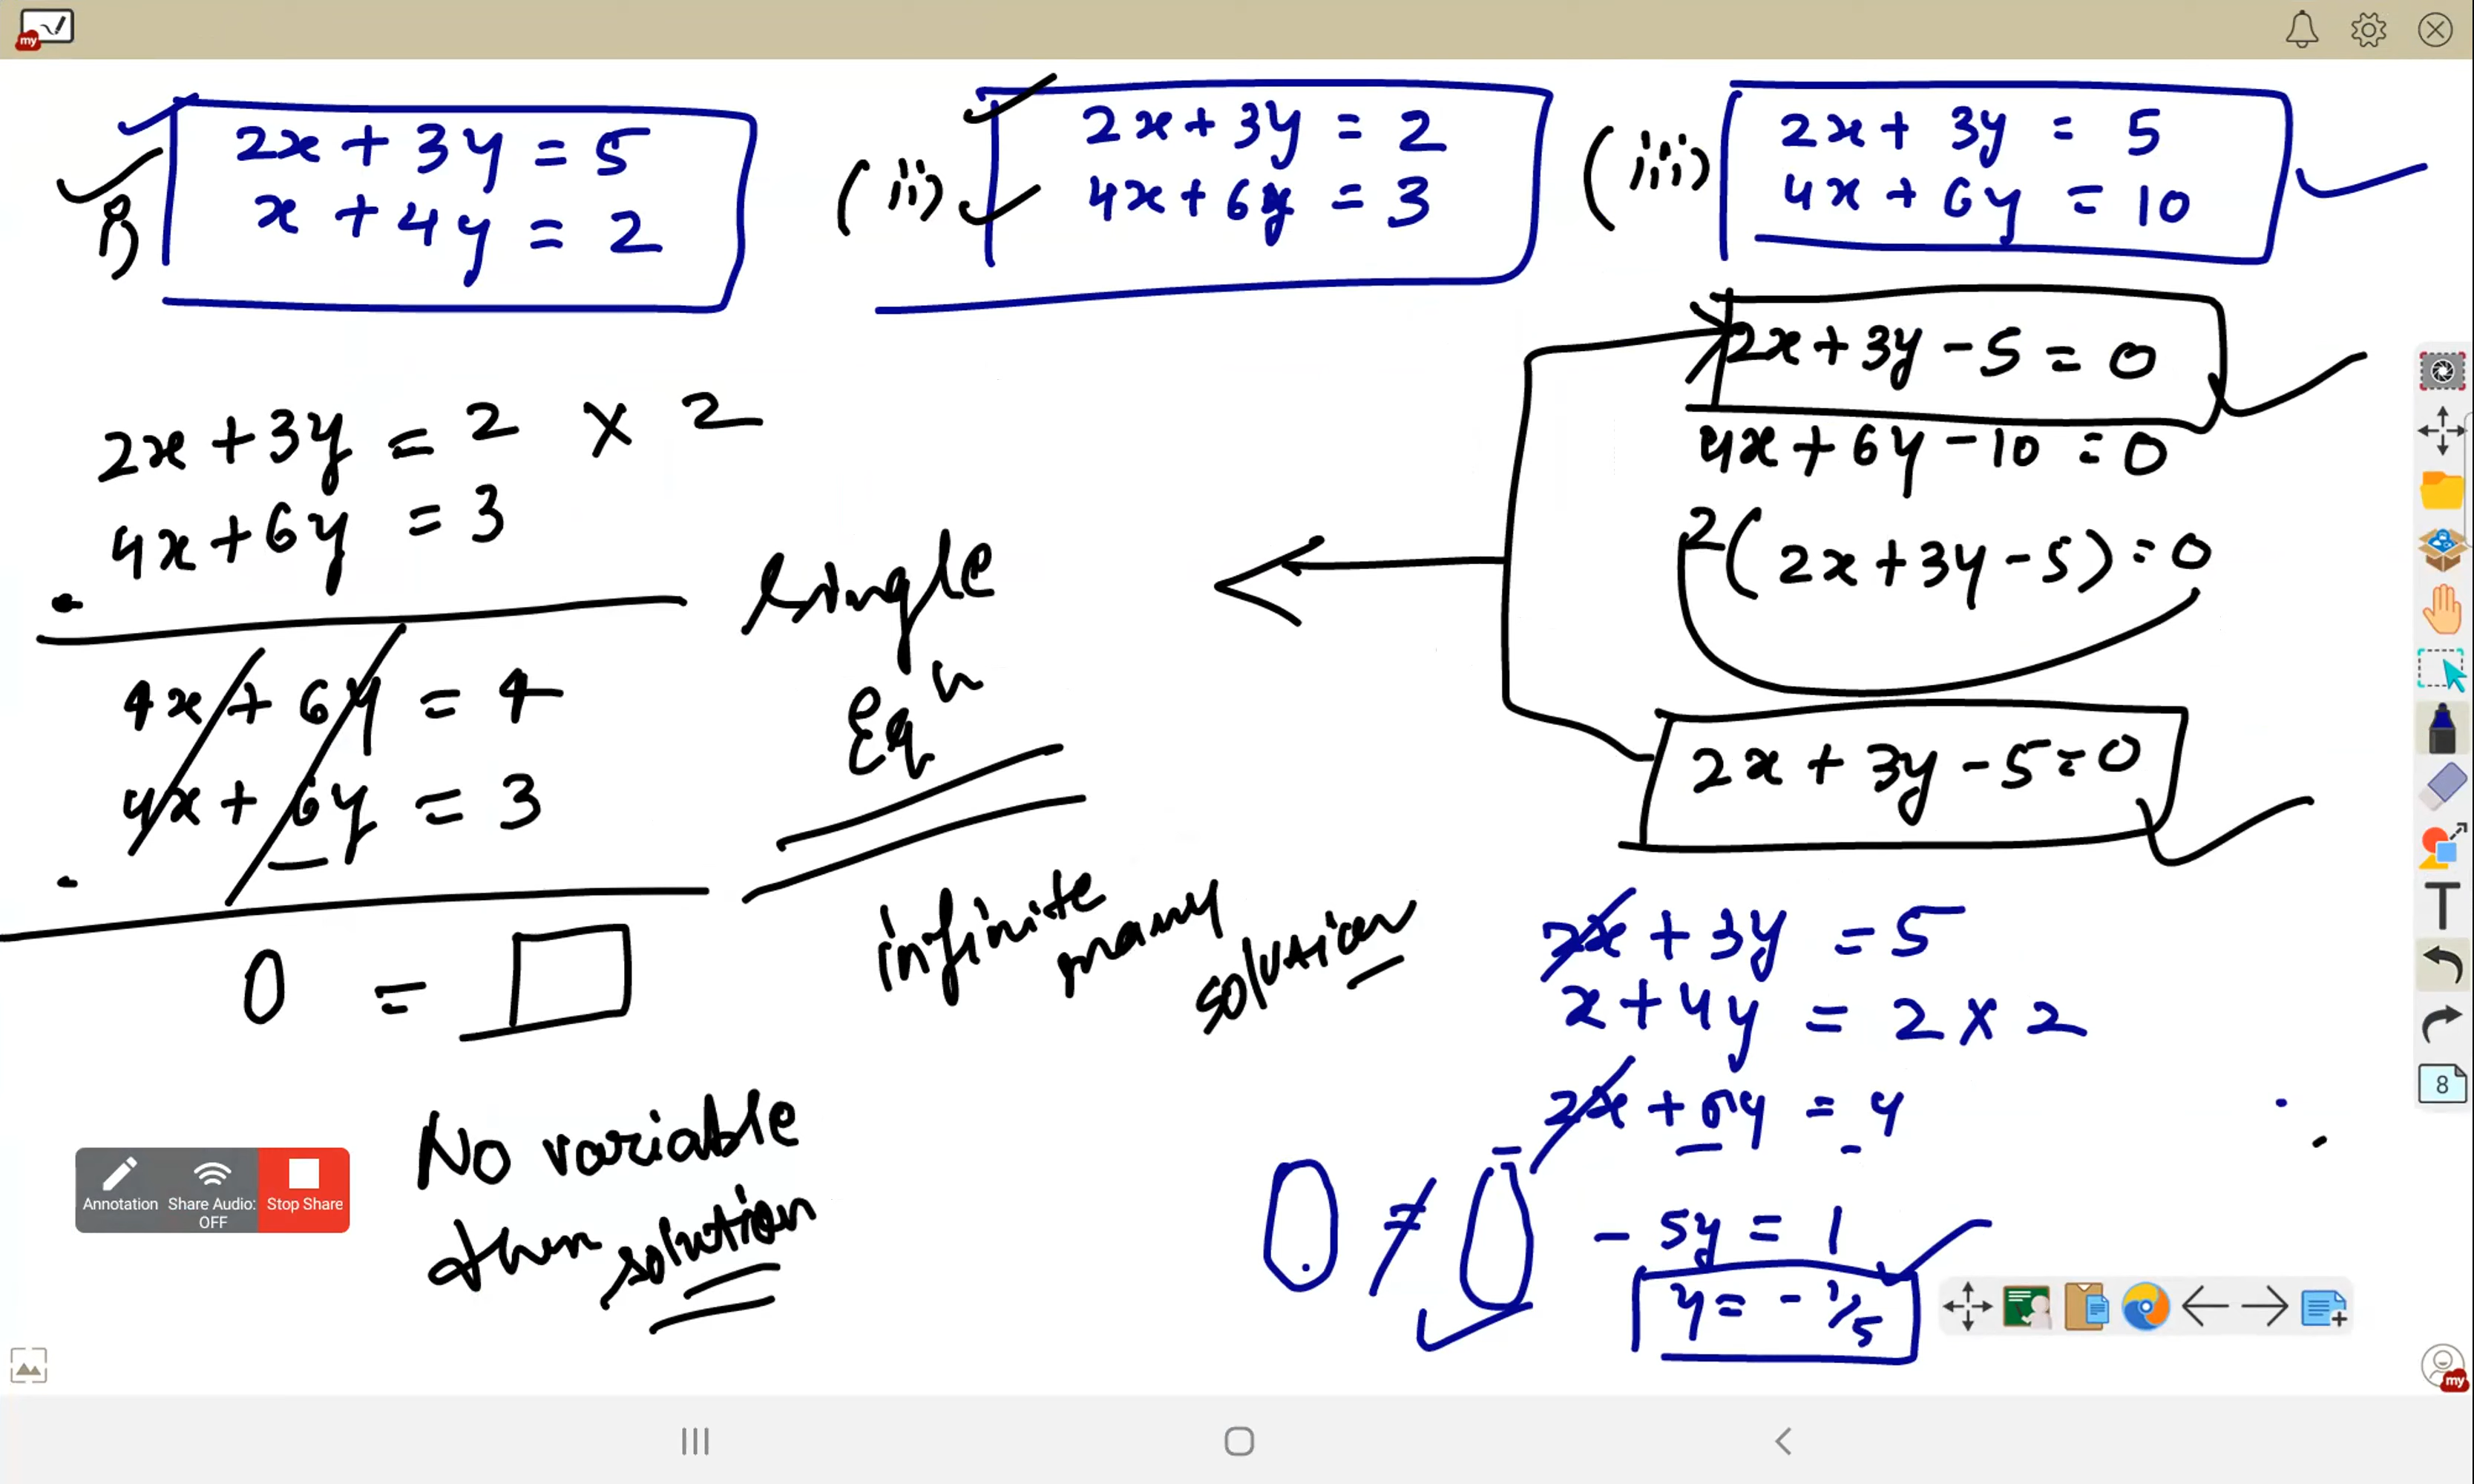 my
2x + 3y = 5
i) x + 4y = 2
(ii) 2x + 3y = 2
4x + 6y = 3
(iii) 2x + 3y = 5
4x + 6y = 10
2x + 3y = 2 × 2
4x + 6y = 3
4x + 6y = 4
4x + 6y = 3
0 = □
No variable
then solution
single
Eqn
infinite many solution
2x + 3y - 5 = 0
4x + 6y - 10 = 0
2(2x + 3y - 5) = 0
2x + 3y - 5 = 0
2x + 3y = 5
x + 4y = 2 × 2
2x + 8y = 4
- 5y = 1
y = - 1/5
0 ≠ 0
Annotation
Share Audio: OFF
Stop Share
T
8
my